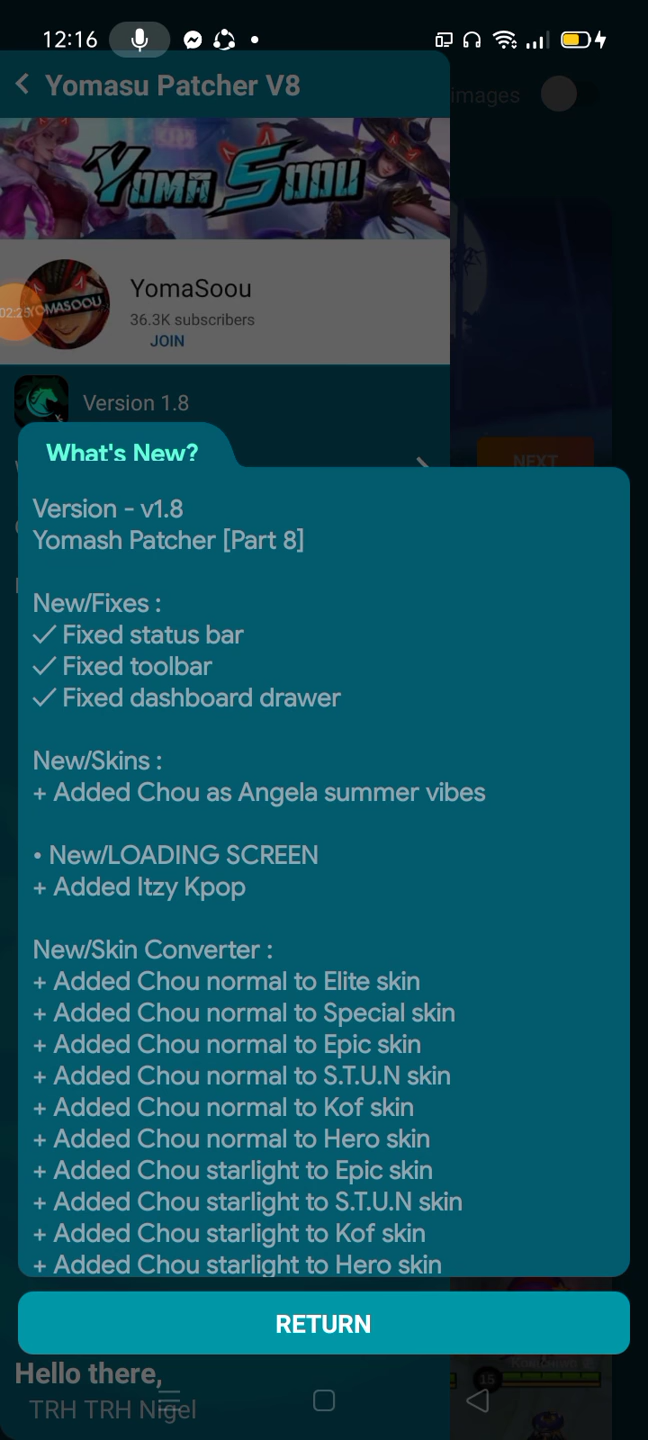 12:16
Yomasu Patcher V8
images
YOMA SOOU
YOMASOOU
YomaSoou
36.3K subscribers
JOIN
Version 1.8
What's New?
NEXT
Version - v1.8
Yomash Patcher [Part 8]
New/Fixes :
✓ Fixed status bar
✓ Fixed toolbar
✓ Fixed dashboard drawer
New/Skins :
+ Added Chou as Angela summer vibes
• New/LOADING SCREEN
+ Added Itzy Kpop
New/Skin Converter :
+ Added Chou normal to Elite skin
+ Added Chou normal to Special skin
+ Added Chou normal to Epic skin
+ Added Chou normal to S.T.U.N skin
+ Added Chou normal to Kof skin
+ Added Chou normal to Hero skin
+ Added Chou starlight to Epic skin
+ Added Chou starlight to S.T.U.N skin
+ Added Chou starlight to Kof skin
+ Added Chou starlight to Hero skin
RETURN
Hello there,
TRH TRH Nigel
15